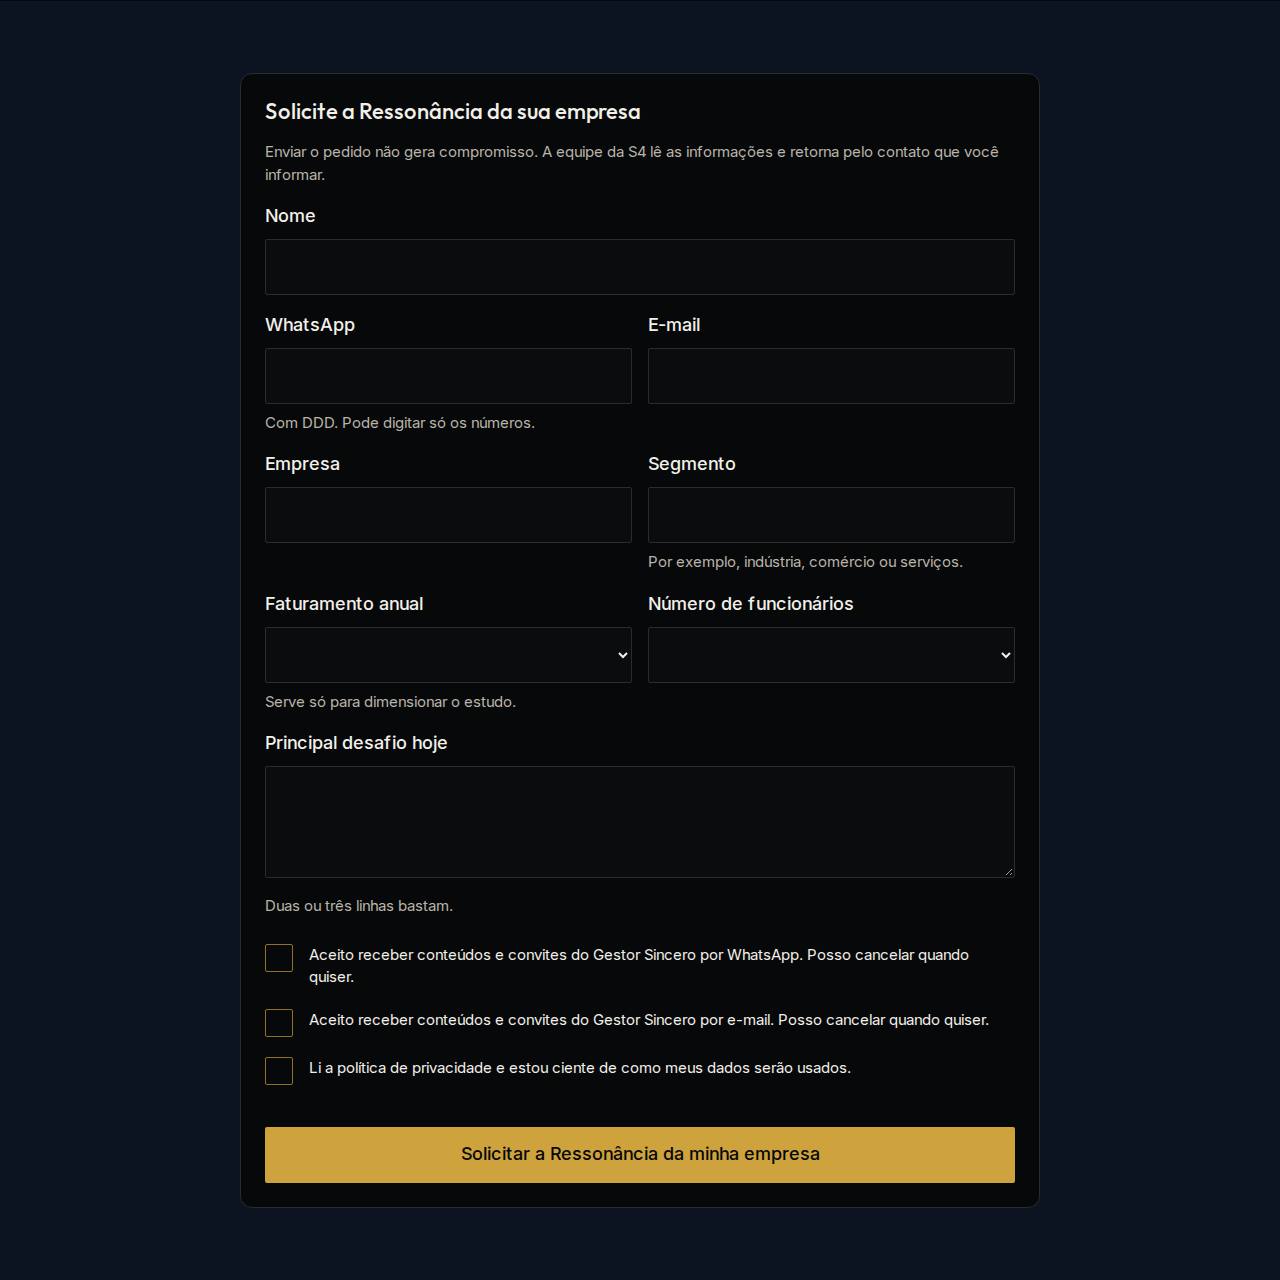 Solicite a Ressonância da sua empresa
Enviar o pedido não gera compromisso. A equipe da S4 lê as informações e retorna pelo contato que você
informar.
Nome
WhatsApp
E-mail
Com DDD. Pode digitar só os números.
Empresa
Segmento
Por exemplo, indústria, comércio ou serviços.
Faturamento anual
Número de funcionários
Serve só para dimensionar o estudo.
Principal desafio hoje
Duas ou três linhas bastam.
Aceito receber conteúdos e convites do Gestor Sincero por WhatsApp. Posso cancelar quando
quiser.
Aceito receber conteúdos e convites do Gestor Sincero por e-mail. Posso cancelar quando quiser.
Li a política de privacidade e estou ciente de como meus dados serão usados.
Solicitar a Ressonância da minha empresa